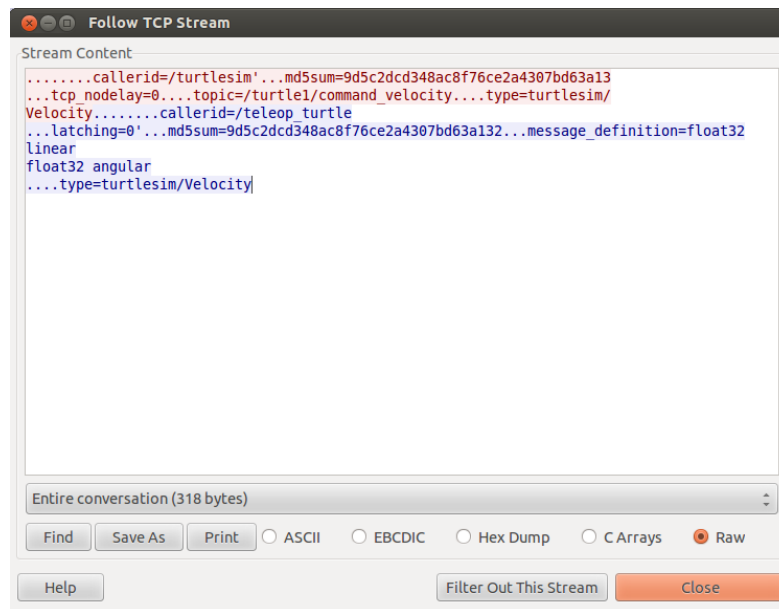 Follow TCP Stream
Stream Content
........callerid=/turtlesim'...md5sum=9d5c2dcd348ac8f76ce2a4307bd63a13
...tcp_nodelay=0....topic=/turtle1/command_velocity....type=turtlesim/
Velocity........callerid=/teleop_turtle
...latching=0'...md5sum=9d5c2dcd348ac8f76ce2a4307bd63a132...message_definition=float32
linear
float32 angular
....type=turtlesim/Velocity
Entire conversation (318 bytes)
Find Save As Print ASCII EBCDIC Hex Dump C Arrays Raw
Help Filter Out This Stream Close